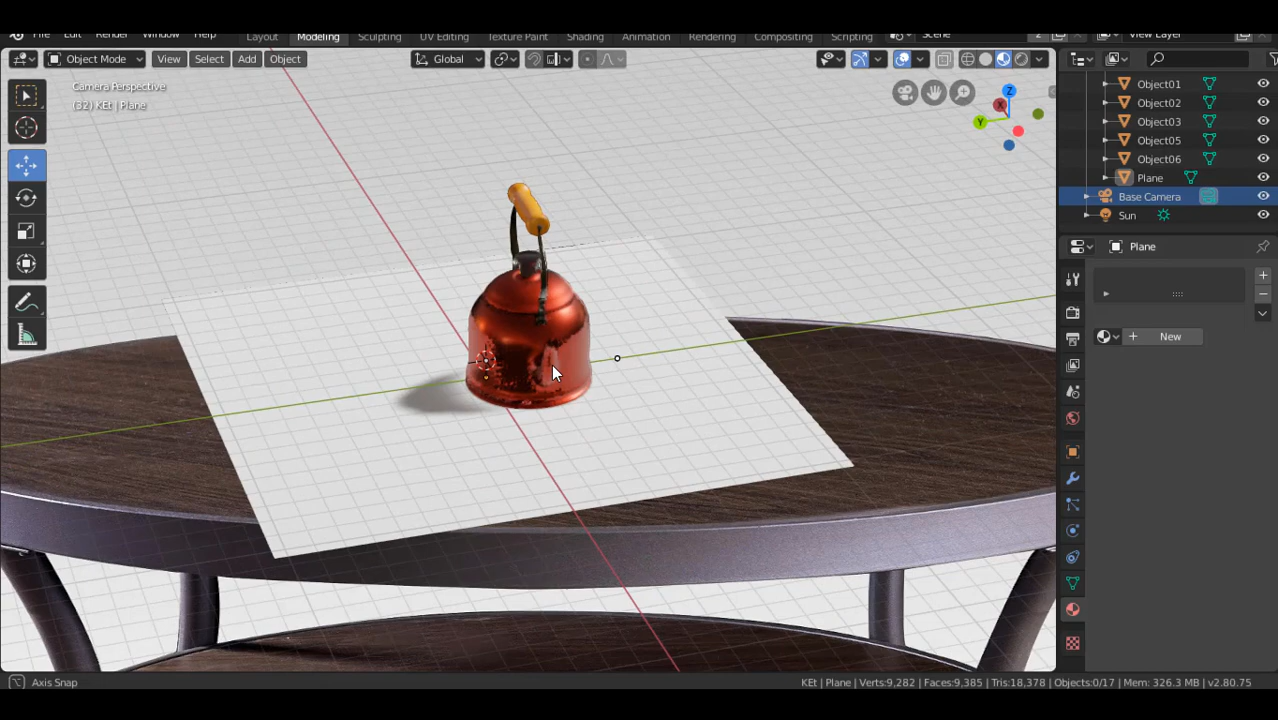 File Edit Render Window Help Layout Modeling Sculpting UV Editing Texture Paint Shading Animation Rendering Compositing Scripting Scene 2 View Layer
Object Mode View Select Add Object Global
Camera Perspective
(32) KEt | Plane
Z
X
Y
Object01
Object02
Object03
Object05
Object06
Plane
Base Camera
Sun
Plane
New
Axis Snap
KEt | Plane | Verts:9,282 | Faces:9,385 | Tris:18,378 | Objects:0/17 | Mem: 326.3 MB | v2.80.75